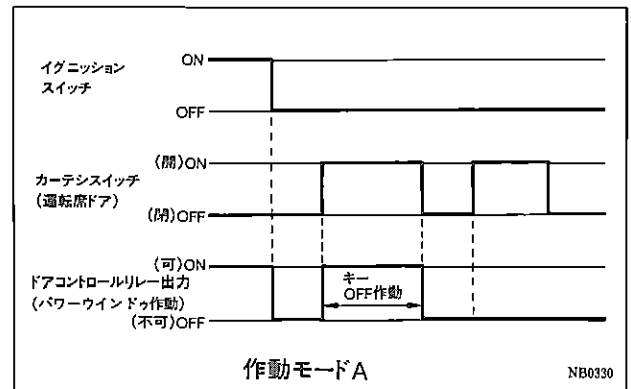 イグニッション
スイッチ
ON
OFF
カーテシスイッチ
(運転席ドア)
(開)ON
(閉)OFF
ドアコントロールリレー出力
(パワーウインドゥ作動)
(可)ON
(不可)OFF
キー
OFF作動
作動モードA
NB0330